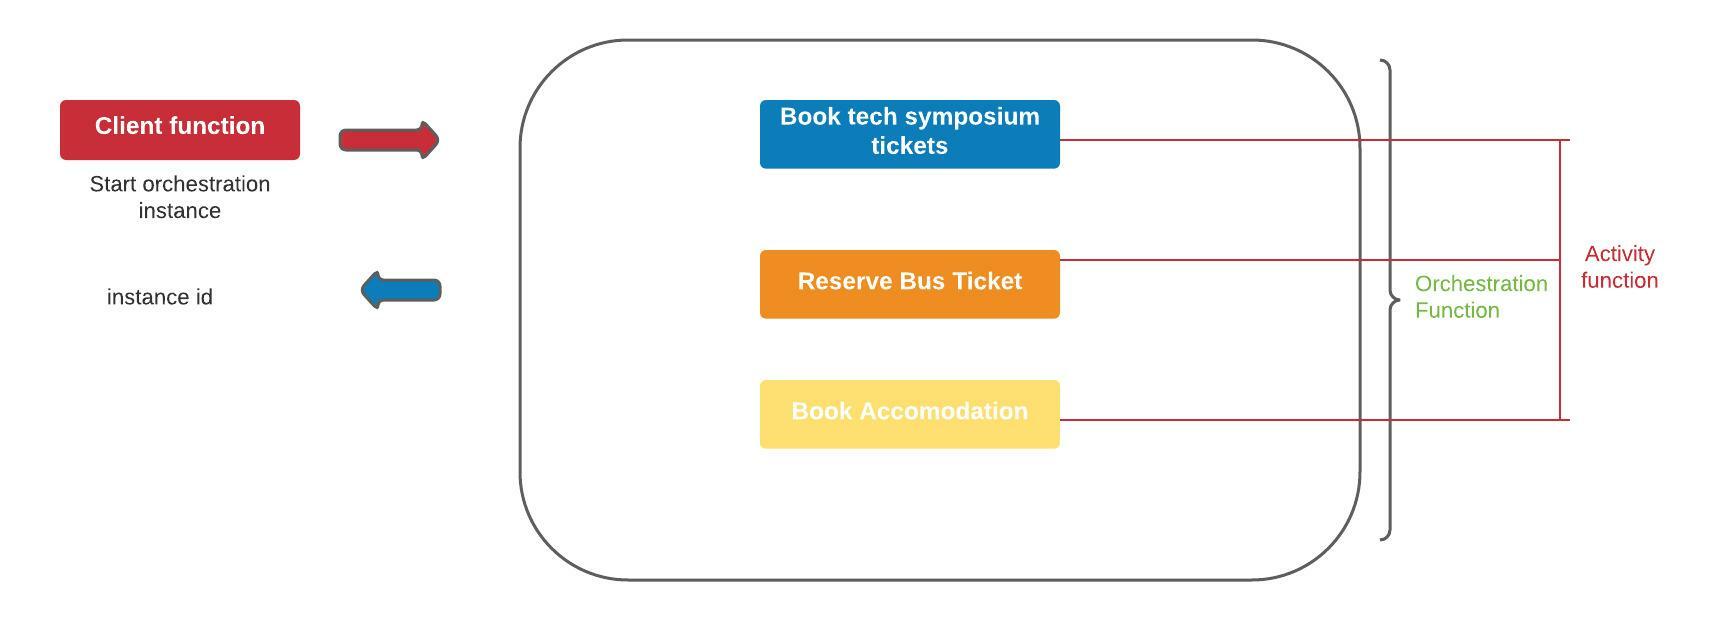 Client function
Start orchestration
instance
instance id
Book tech symposium
tickets
Reserve Bus Ticket
Book Accomodation
Orchestration
Function
Activity
function